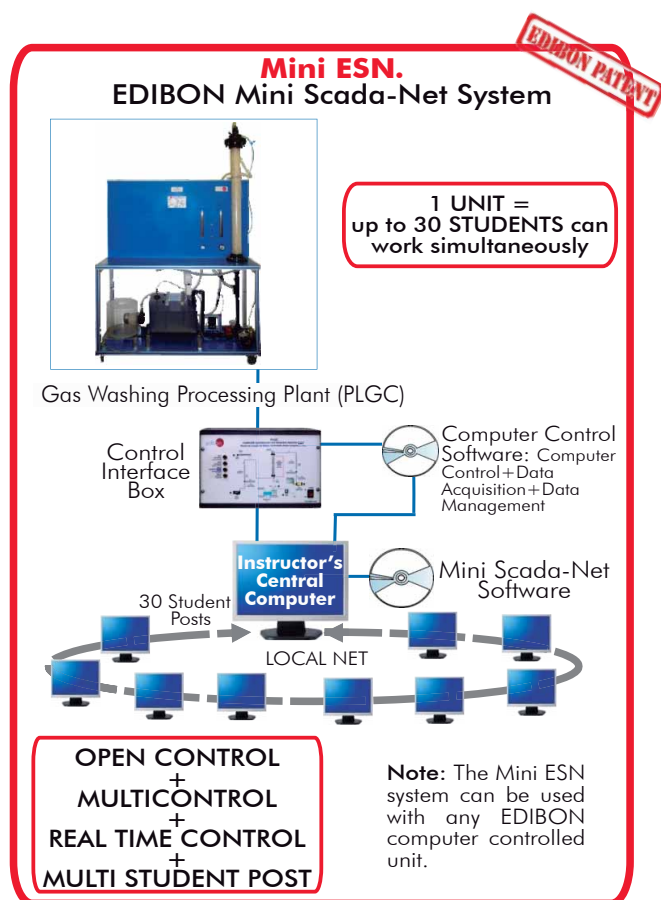 EDIBON PATENT
Mini ESN.
EDIBON Mini Scada-Net System
1 UNIT =
up to 30 STUDENTS can
work simultaneously
Gas Washing Processing Plant (PLGC)
Control
Interface
Box
Computer Control
Software: Computer
Control+Data
Acquisition+Data
Management
Instructor's
Central
Computer
Mini Scada-Net
Software
30 Student
Posts
LOCAL NET
OPEN CONTROL
+
MULTICONTROL
+
REAL TIME CONTROL
+
MULTI STUDENT POST
Note: The Mini ESN
system can be used
with any EDIBON
computer controlled
unit.